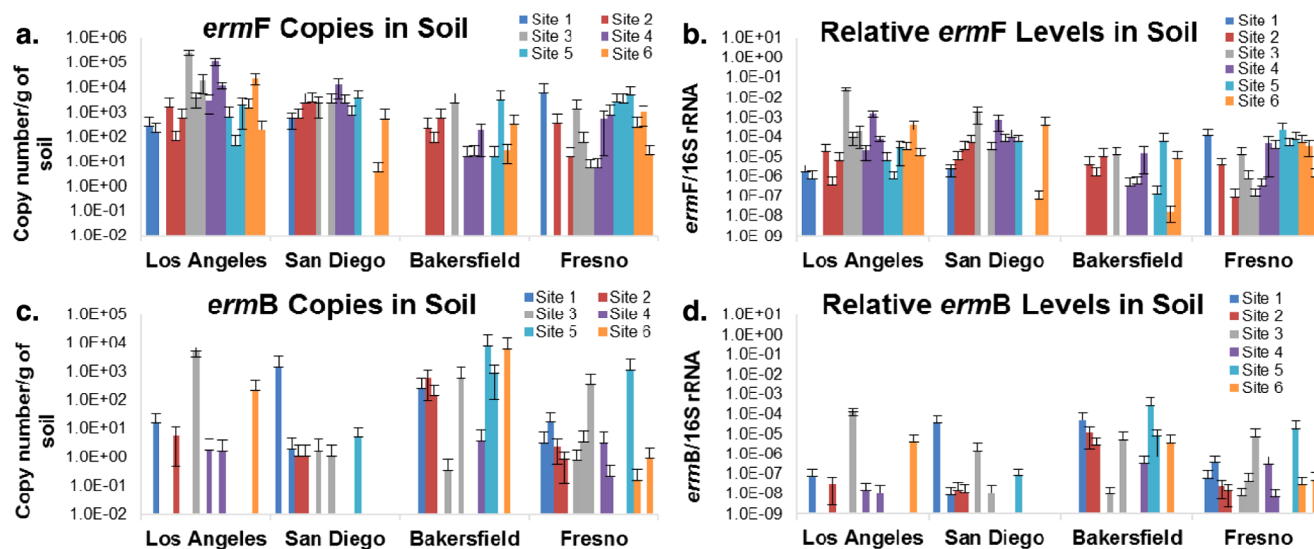 a.
ermF Copies in Soil
Site 1 Site 2
Site 3 Site 4
Site 5 Site 6
Copy number/g of
soil
1.0E+06
1.0E+05
1.0E+04
1.0E+03
1.0E+02
1.0E+01
1.0E+00
1.0E-01
1.0E-02
Los Angeles San Diego Bakersfield Fresno
b.
Relative ermF Levels in Soil
Site 1
Site 2
Site 3
Site 4
Site 5
Site 6
ermF/16S rRNA
1.0E+01
1.0E+00
1.0E-01
1.0E-02
1.0E-03
1.0E-04
1.0E-05
1.0E-06
1.0E-07
1.0E-08
1.0E-09
Los Angeles San Diego Bakersfield Fresno
c.
ermB Copies in Soil
Site 1 Site 2
Site 3 Site 4
Site 5 Site 6
Copy number/g of
soil
1.0E+05
1.0E+04
1.0E+03
1.0E+02
1.0E+01
1.0E+00
1.0E-01
1.0E-02
Los Angeles San Diego Bakersfield Fresno
d.
Relative ermB Levels in Soil
Site 1
Site 2
Site 3
Site 4
Site 5
Site 6
ermB/16S rRNA
1.0E+01
1.0E+00
1.0E-01
1.0E-02
1.0E-03
1.0E-04
1.0E-05
1.0E-06
1.0E-07
1.0E-08
1.0E-09
Los Angeles San Diego Bakersfield Fresno